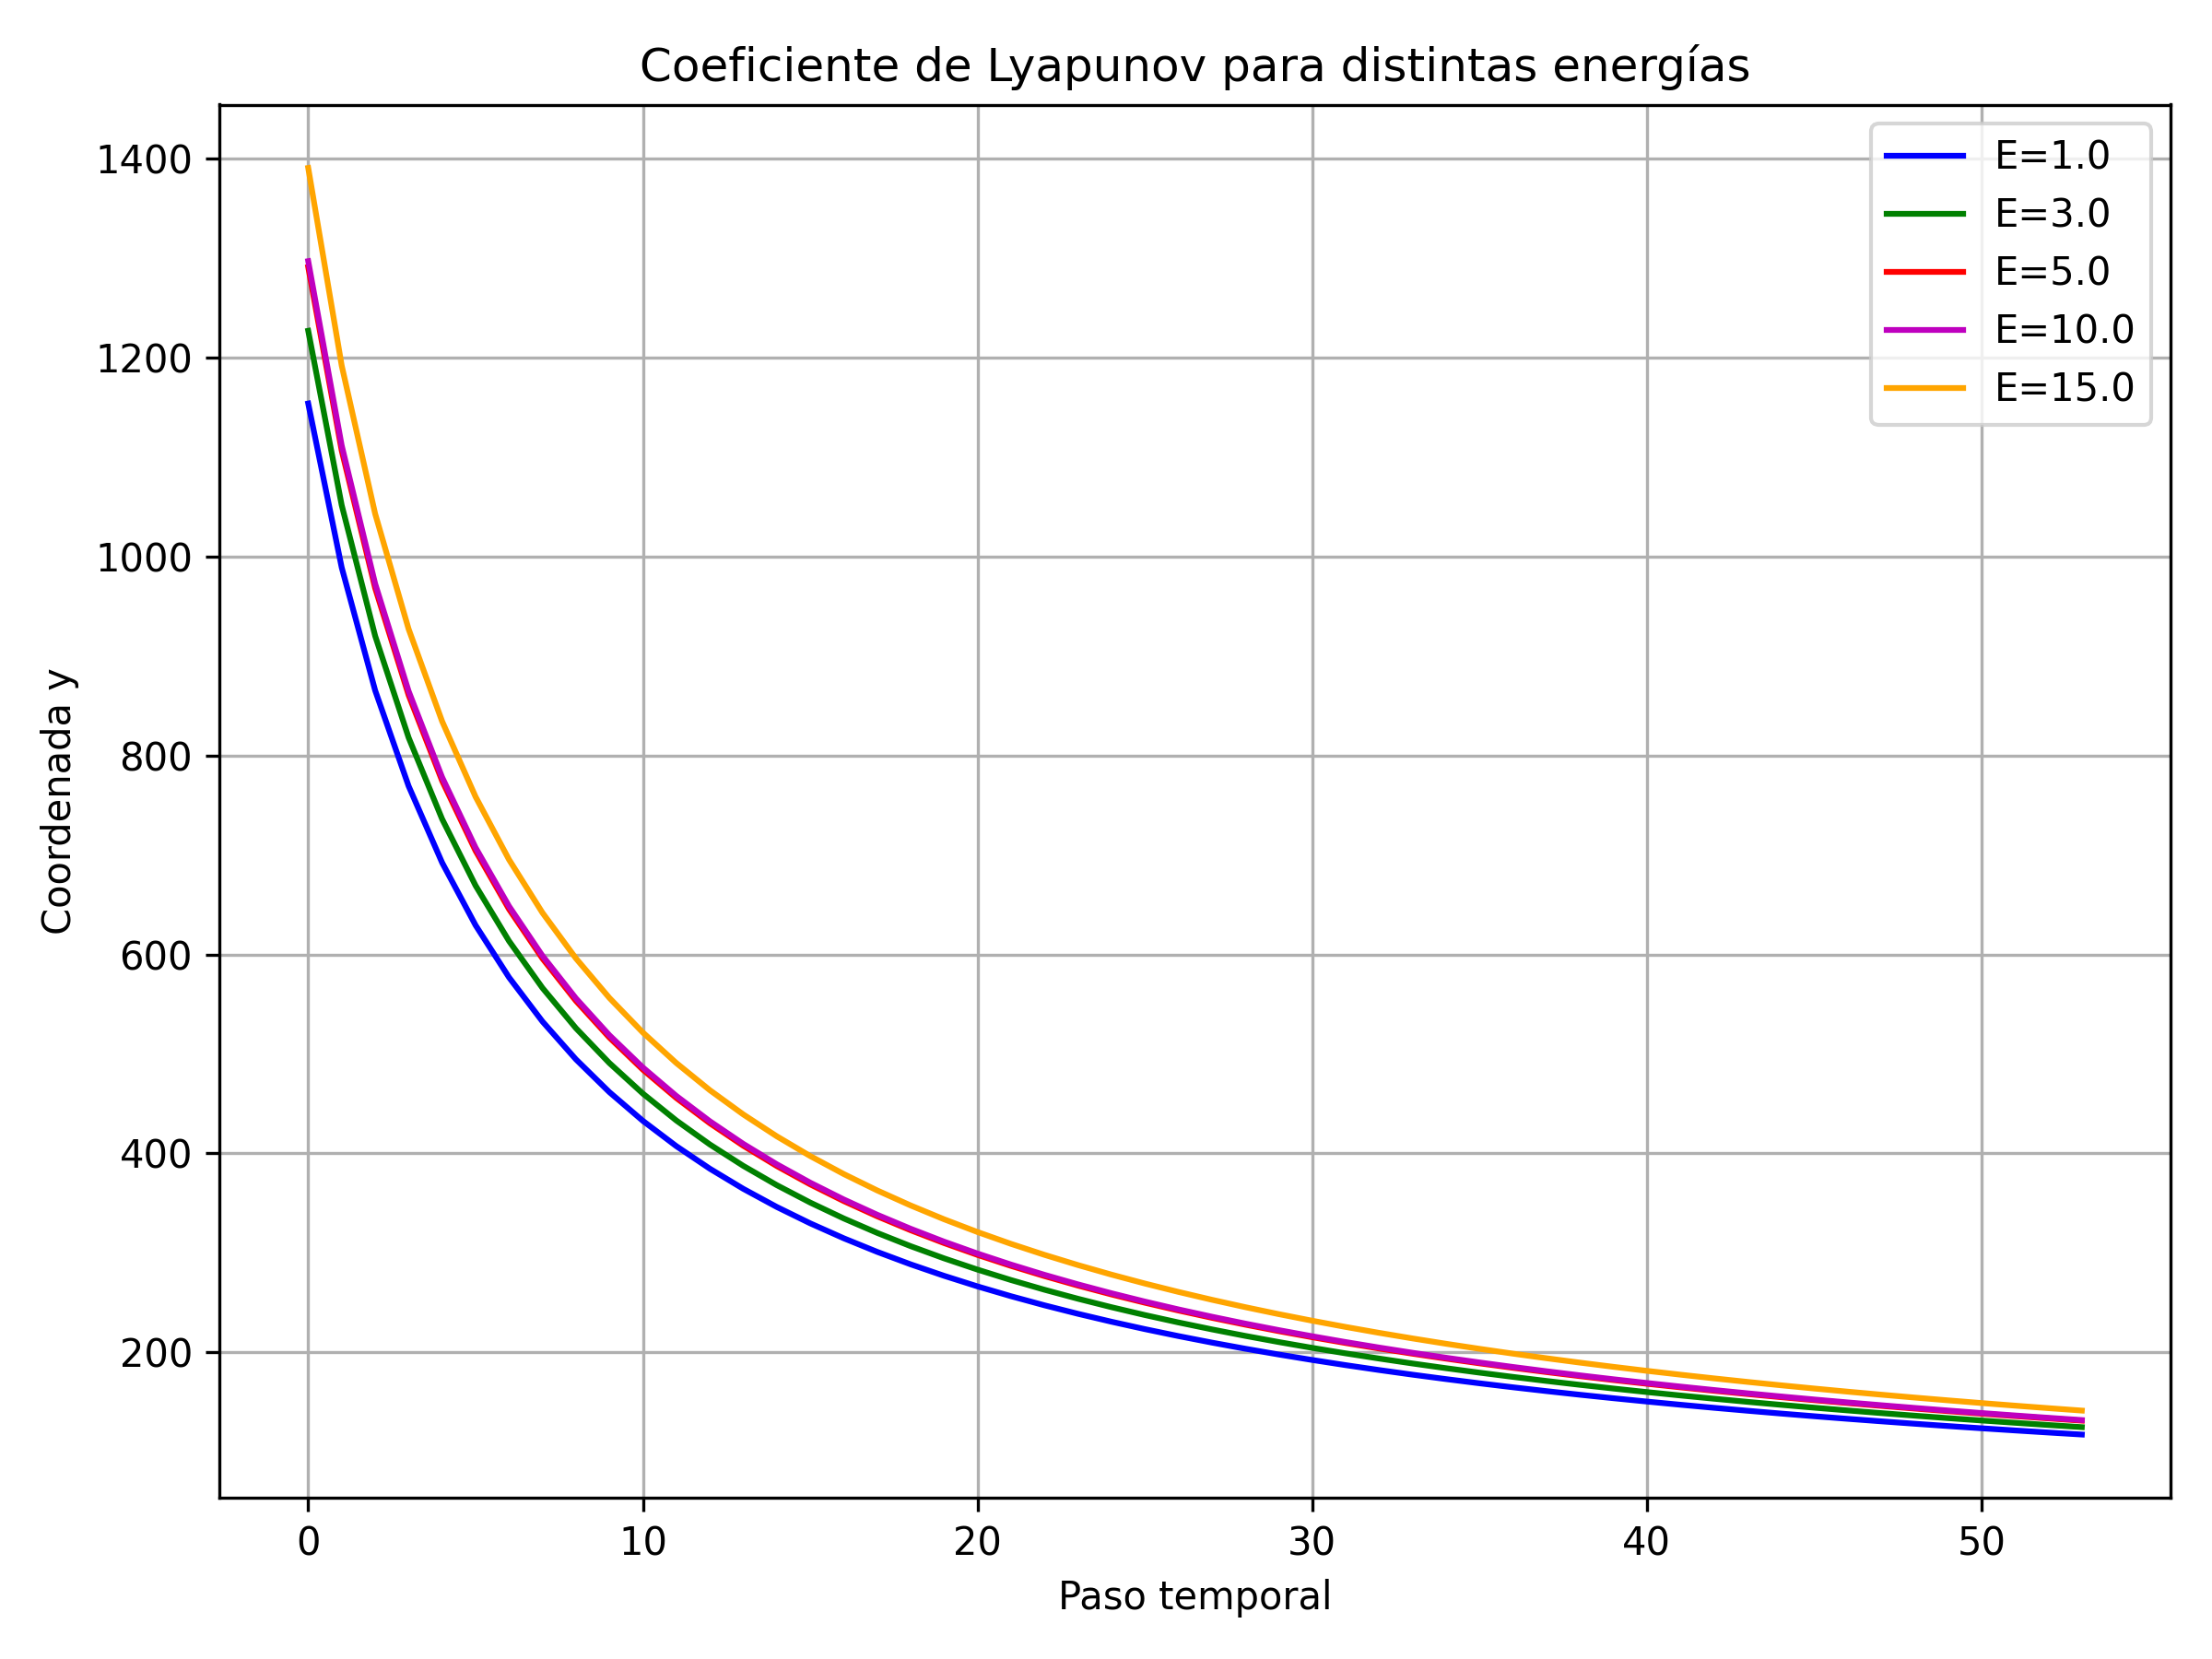 Coeficiente de Lyapunov para distintas energías
1400
1200
1000
800
600
400
200
Coordenada y
0 10 20 30 40 50
Paso temporal
E=1.0
E=3.0
E=5.0
E=10.0
E=15.0